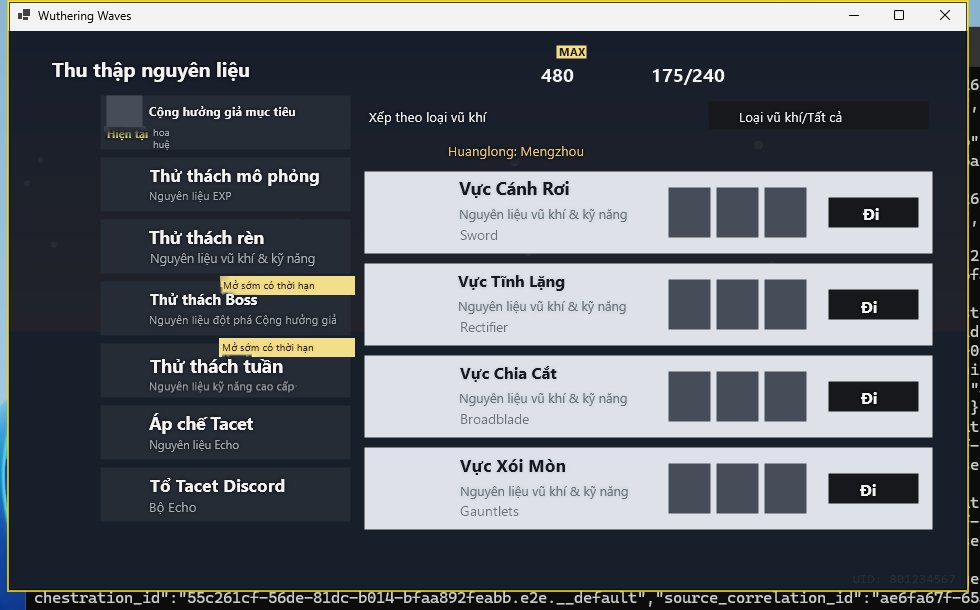 Wuthering Waves
Thu thập nguyên liệu
MAX
480
175/240
Cộng hưởng giả mục tiêu
Hiện tại
hoa
huệ
Thử thách mô phỏng
Nguyên liệu EXP
Thử thách rèn
Nguyên liệu vũ khí & kỹ năng
Mở sớm có thời hạn
Thử thách Boss
Nguyên liệu đột phá Cộng hưởng giả
Mở sớm có thời hạn
Thử thách tuần
Nguyên liệu kỹ năng cao cấp
Áp chế Tacet
Nguyên liệu Echo
Tổ Tacet Discord
Bộ Echo
Xếp theo loại vũ khí
Loại vũ khí/Tất cả
Huanglong: Mengzhou
Vực Cánh Rơi
Nguyên liệu vũ khí & kỹ năng
Sword
Đi
Vực Tĩnh Lặng
Nguyên liệu vũ khí & kỹ năng
Rectifier
Đi
Vực Chia Cắt
Nguyên liệu vũ khí & kỹ năng
Broadblade
Đi
Vực Xói Mòn
Nguyên liệu vũ khí & kỹ năng
Gauntlets
Đi
UID: 801234567
chestration_id":"55c261cf-56de-81dc-b014-bfaa892feabb.e2e.__default","source_correlation_id":"ae6fa67f-6